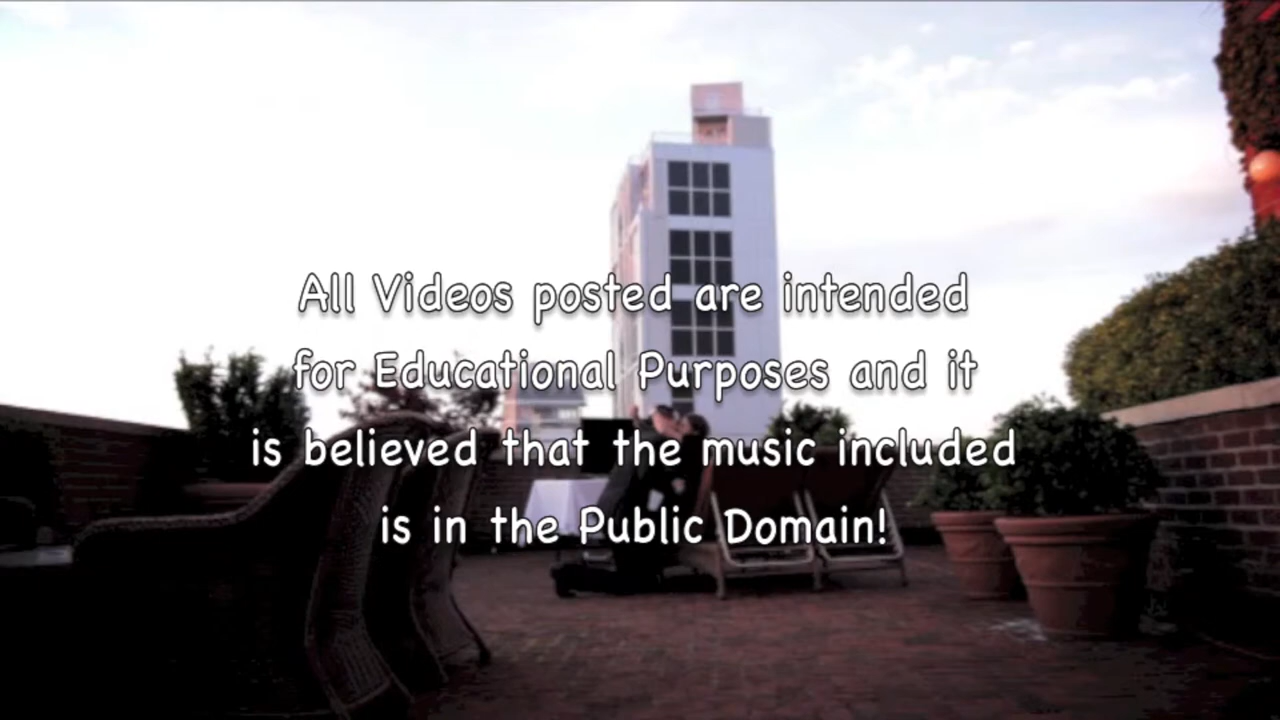 All Videos posted are intended
for Educational Purposes and it
is believed that the music included
is in the Public Domain!